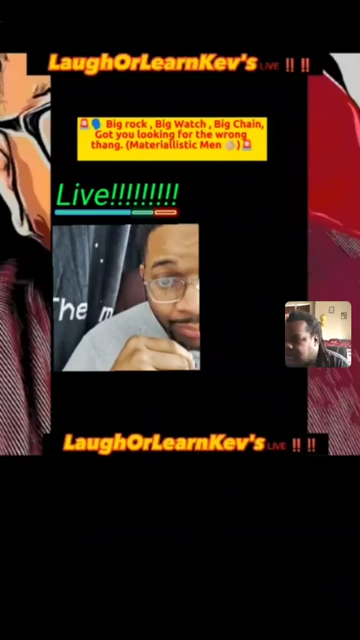 LaughOrLearnKev's LIVE ‼️ ‼️
🚨🗣️ Big rock , Big Watch , Big Chain,
Got you looking for the wrong
thang. (Materiallistic Men 🪨)🚨
Live!!!!!!!!!
The m
LaughOrLearnKev's LIVE ‼️ ‼️